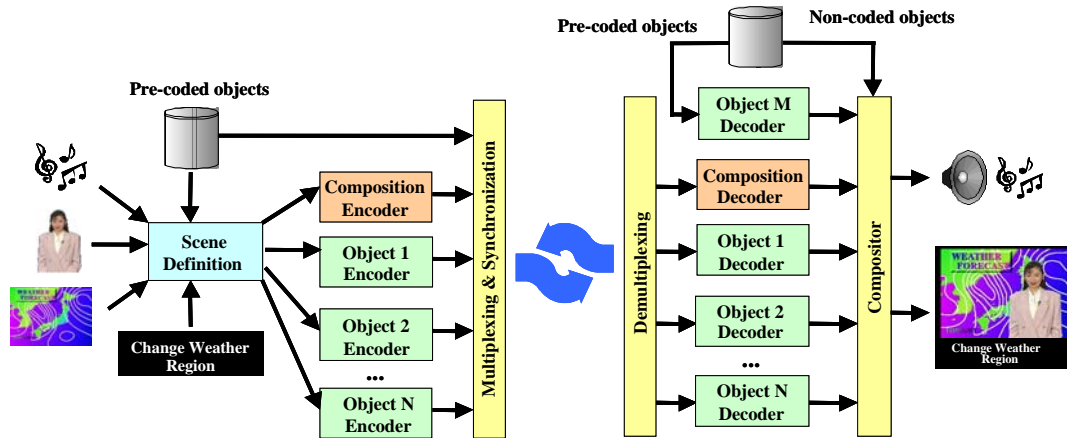 Pre-coded objects
Scene
Definition
Change Weather
Region
Composition
Encoder
Object 1
Encoder
Object 2
Encoder
...
Object N
Encoder
Multiplexing & Synchronization
Pre-coded objects
Non-coded objects
Demultiplexing
Object M
Decoder
Composition
Decoder
Object 1
Decoder
Object 2
Decoder
...
Object N
Decoder
Compositor
WEATHER
FORECAST
WEATHER
FORECAST
Change Weather
Region